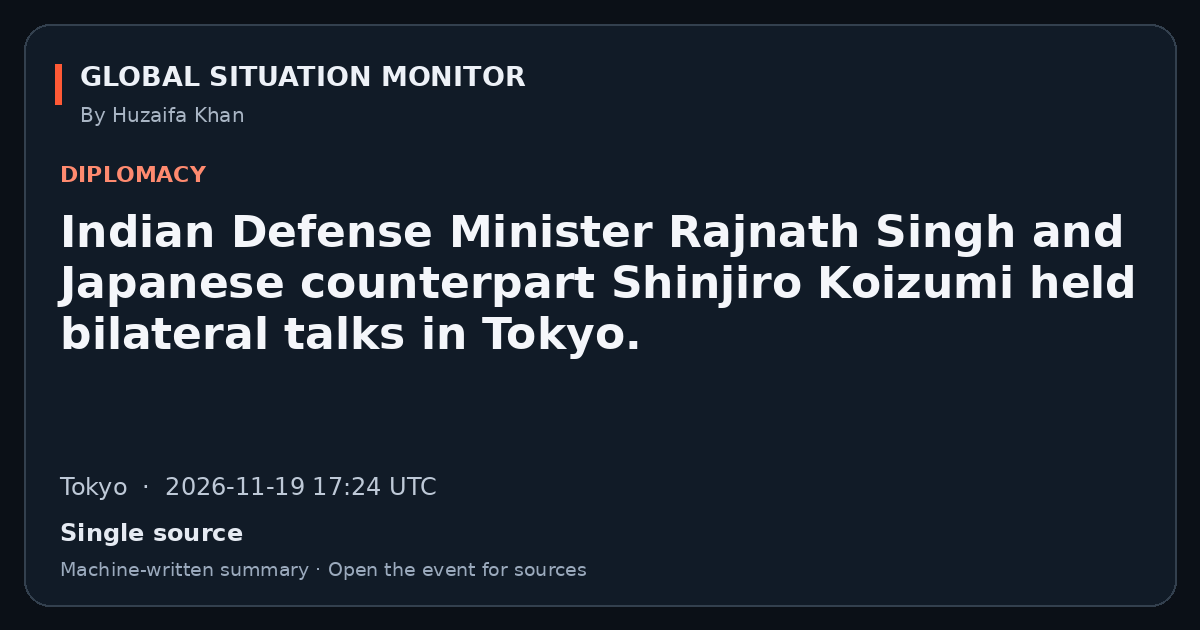 GLOBAL SITUATION MONITOR
By Huzaifa Khan
DIPLOMACY
Indian Defense Minister Rajnath Singh and
Japanese counterpart Shinjiro Koizumi held
bilateral talks in Tokyo.
Tokyo · 2026-11-19 17:24 UTC
Single source
Machine-written summary · Open the event for sources